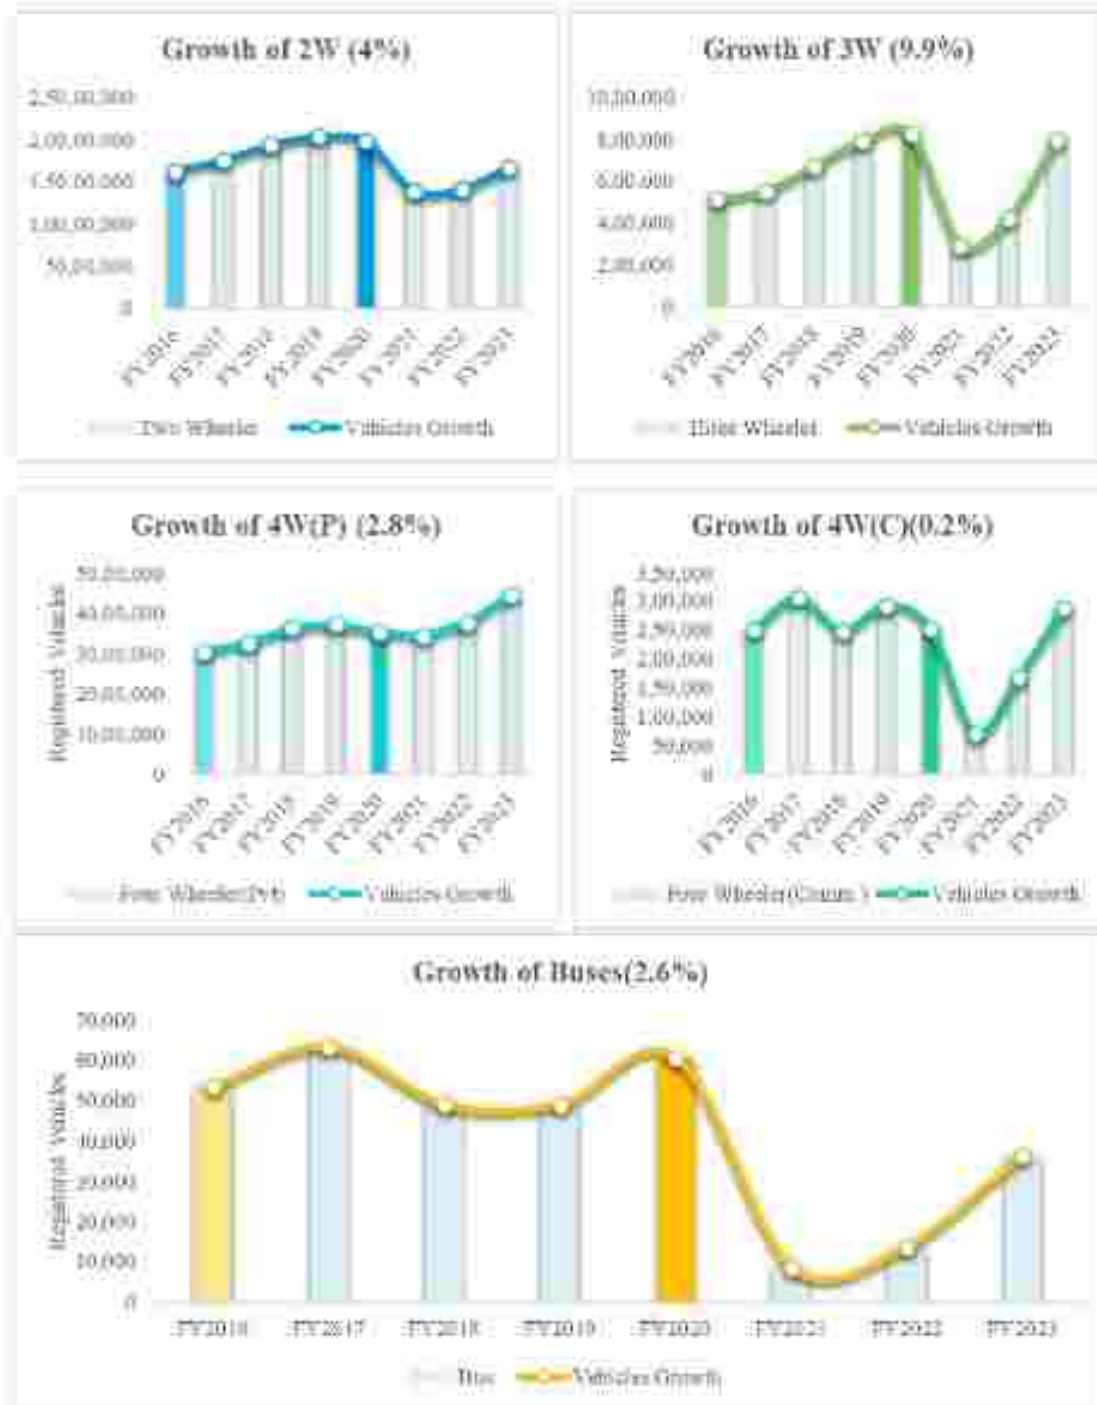 Growth of 2W (4%)
2,50,00,000
2,00,00,000
1,50,00,000
1,00,00,000
50,00,000
0
FY2016 FY2017 FY2018 FY2019 FY2020 FY2021 FY2022 FY2023
Two Wheeler Vehicles Growth
Growth of 3W (9.9%)
10,00,000
8,00,000
6,00,000
4,00,000
2,00,000
0
FY2016 FY2017 FY2018 FY2019 FY2020 FY2021 FY2022 FY2023
Three Wheeler Vehicles Growth
Growth of 4W(P) (2.8%)
Registered Vehicles
50,00,000
40,00,000
30,00,000
20,00,000
10,00,000
0
FY2016 FY2017 FY2018 FY2019 FY2020 FY2021 FY2022 FY2023
Four Wheeler(Pvt) Vehicles Growth
Growth of 4W(C)(0.2%)
Registered Vehicles
3,50,000
3,00,000
2,50,000
2,00,000
1,50,000
1,00,000
50,000
0
FY2016 FY2017 FY2018 FY2019 FY2020 FY2021 FY2022 FY2023
Four Wheeler(Comm.) Vehicles Growth
Growth of Buses(2.6%)
Registered Vehicles
70,000
60,000
50,000
40,000
30,000
20,000
10,000
0
FY2016 FY2017 FY2018 FY2019 FY2020 FY2021 FY2022 FY2023
Bus Vehicles Growth